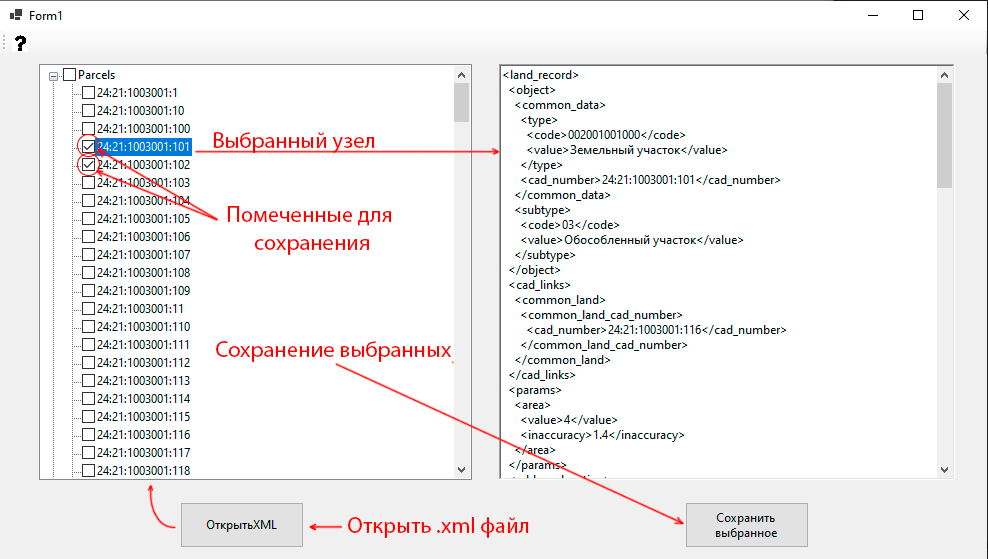 Form1
?
Parcels
24:21:1003001:1
24:21:1003001:10
24:21:1003001:100
24:21:1003001:101
24:21:1003001:102
24:21:1003001:103
24:21:1003001:104
24:21:1003001:105
24:21:1003001:106
24:21:1003001:107
24:21:1003001:108
24:21:1003001:109
24:21:1003001:11
24:21:1003001:110
24:21:1003001:111
24:21:1003001:112
24:21:1003001:113
24:21:1003001:114
24:21:1003001:115
24:21:1003001:116
24:21:1003001:117
24:21:1003001:118
Выбранный узел
Помеченные для
сохранения
Сохранение выбранных
<land_record>
<object>
<common_data>
<type>
<code>002001001000</code>
<value>Земельный участок</value>
</type>
<cad_number>24:21:1003001:101</cad_number>
</common_data>
<subtype>
<code>03</code>
<value>Обособленный участок</value>
</subtype>
</object>
<cad_links>
<common_land>
<common_land_cad_number>
<cad_number>24:21:1003001:116</cad_number>
</common_land_cad_number>
</common_land>
</cad_links>
<params>
<area>
<value>4</value>
<inaccuracy>1.4</inaccuracy>
</area>
</params>
ОткрытьXML
Открыть .xml файл
Сохранить
выбранное